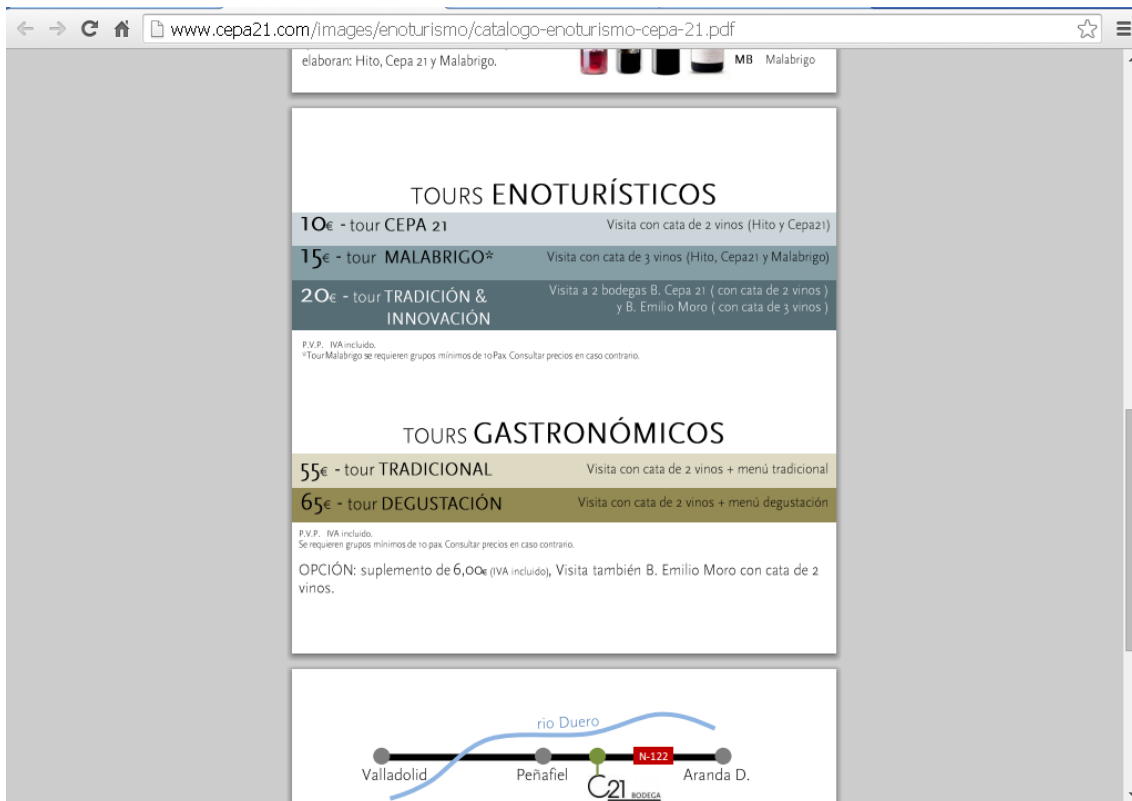 www.cepa21.com/images/enoturismo/catalogo-enoturismo-cepa-21.pdf
elaboran: Hito, Cepa 21 y Malabrigo.
MB Malabrigo
TOURS ENOTURÍSTICOS
10€ - tour CEPA 21 Visita con cata de 2 vinos (Hito y Cepa21)
15€ - tour MALABRIGO* Visita con cata de 3 vinos (Hito, Cepa21 y Malabrigo)
20€ - tour TRADICIÓN & Visita a 2 bodegas B. Cepa 21 ( con cata de 2 vinos )
INNOVACIÓN y B. Emilio Moro ( con cata de 3 vinos )
P.V.P. IVA incluido.
*Tour Malabrigo se requieren grupos mínimos de 10 Pax. Consultar precios en caso contrario.
TOURS GASTRONÓMICOS
55€ - tour TRADICIONAL Visita con cata de 2 vinos + menú tradicional
65€ - tour DEGUSTACIÓN Visita con cata de 2 vinos + menú degustación
P.V.P. IVA incluido.
Se requieren grupos mínimos de 10 pax. Consultar precios en caso contrario.
OPCIÓN: suplemento de 6,00€ (IVA incluido), Visita también B. Emilio Moro con cata de 2
vinos.
rio Duero
N-122
Valladolid Peñafiel Aranda D.
C21 BODEGA